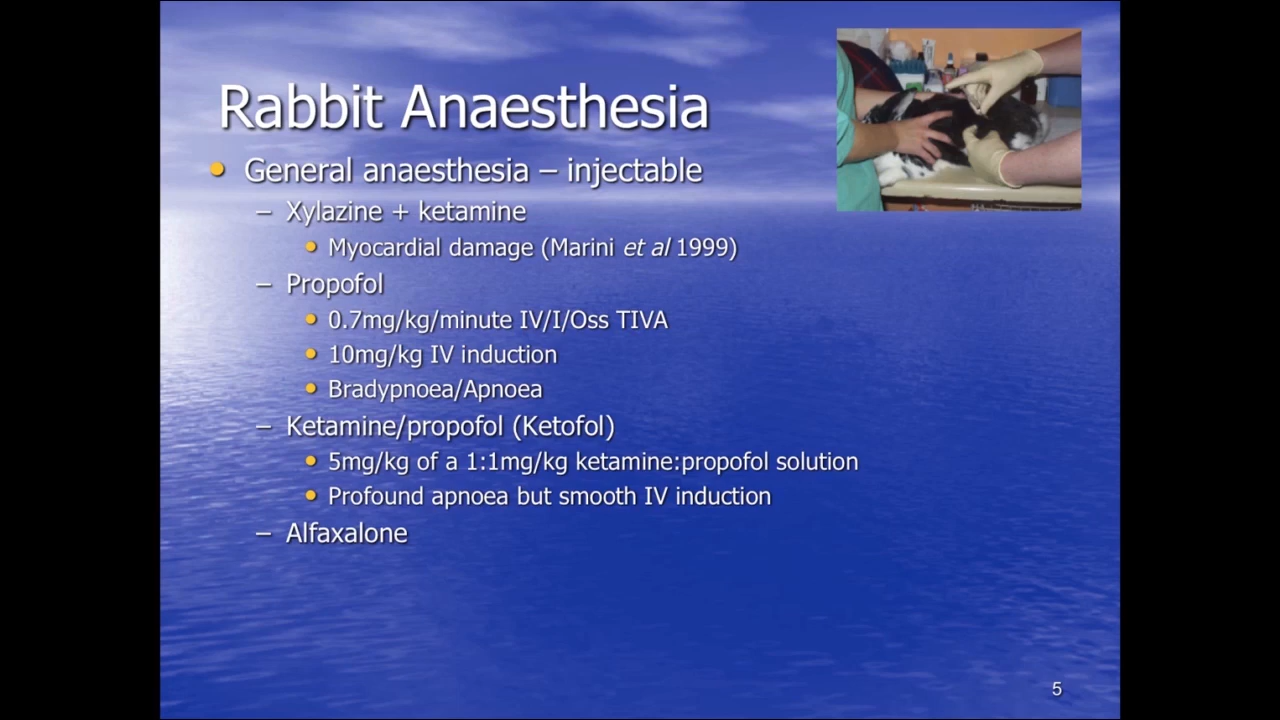 Rabbit Anaesthesia
• General anaesthesia – injectable
– Xylazine + ketamine
• Myocardial damage (Marini et al 1999)
– Propofol
• 0.7mg/kg/minute IV/I/Oss TIVA
• 10mg/kg IV induction
• Bradypnoea/Apnoea
– Ketamine/propofol (Ketofol)
• 5mg/kg of a 1:1mg/kg ketamine:propofol solution
• Profound apnoea but smooth IV induction
– Alfaxalone
5